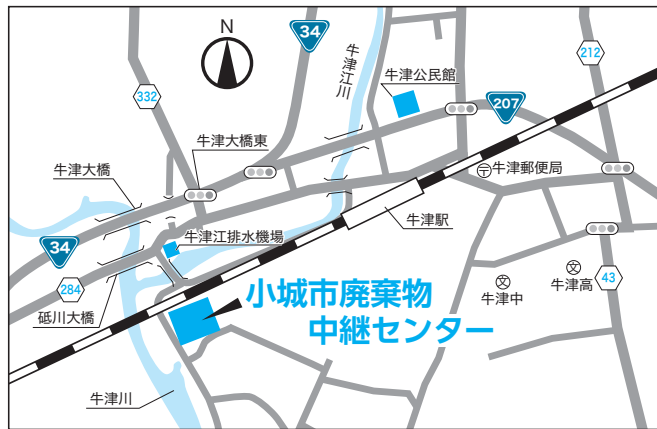 N
34
212
332
牛津江川
牛津公民館
207
牛津大橋東
牛津大橋
〒牛津郵便局
牛津駅
牛津江排水機場
34
284
砥川大橋
小城市廃棄物
中継センター
文
牛津中
文
牛津高
43
牛津川